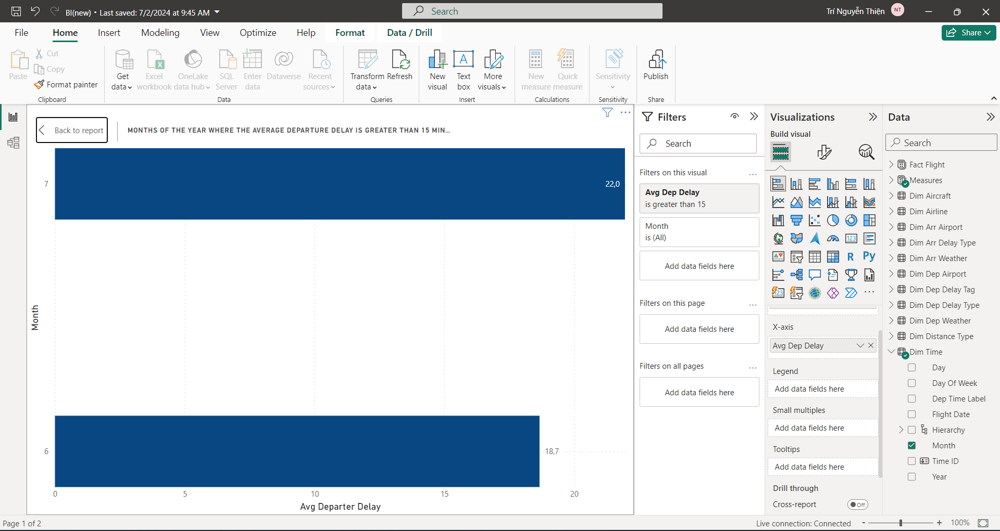 BI(new) • Last saved: 7/2/2024 at 9:45 AM
Search
Trí Nguyễn Thiện
NT
File
Home
Insert
Modeling
View
Optimize
Help
Format
Data / Drill
Share
Paste
Cut
Copy
Format painter
Clipboard
Get data
Excel workbook
OneLake data hub
SQL Server
Enter data
Dataverse
Recent sources
Data
Transform data
Refresh
Queries
New visual
Text box
More visuals
Insert
New measure
Quick measure
Calculations
Sensitivity
Sensitivity
Publish
Share
Back to report
MONTHS OF THE YEAR WHERE THE AVERAGE DEPARTURE DELAY IS GREATER THAN 15 MIN...
7
22,0
Month
6
18,7
0
5
10
15
20
Avg Departer Delay
Filters
Search
Filters on this visual
...
Avg Dep Delay
is greater than 15
Month
is (All)
Add data fields here
Filters on this page
...
Add data fields here
Filters on all pages
...
Add data fields here
Visualizations
Build visual
123
R
Py
123
...
X-axis
Avg Dep Delay
Legend
Add data fields here
Small multiples
Add data fields here
Tooltips
Add data fields here
Drill through
Cross-report
Off
Data
Search
Fact Flight
Measures
Dim Aircraft
Dim Airline
Dim Arr Airport
Dim Arr Delay Type
Dim Arr Weather
Dim Dep Airport
Dim Dep Delay Tag
Dim Dep Delay Type
Dim Dep Weather
Dim Distance Type
Dim Time
Day
Day Of Week
Dep Time Label
Flight Date
Hierarchy
Month
Time ID
Year
Page 1 of 2
Live connection: Connected
- + 100%